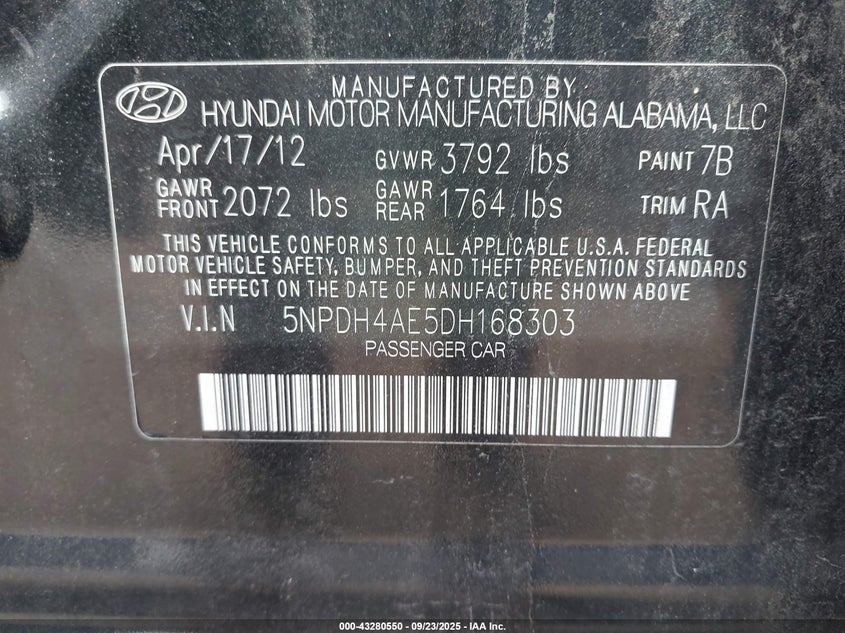 MANUFACTURED BY
HYUNDAI MOTOR MANUFACTURING ALABAMA, LLC
Apr/17/12 GVWR 3792 lbs PAINT 7B
GAWR FRONT 2072 lbs GAWR REAR 1764 lbs TRIM RA
THIS VEHICLE CONFORMS TO ALL APPLICABLE U.S.A. FEDERAL
MOTOR VEHICLE SAFETY, BUMPER, AND THEFT PREVENTION STANDARDS
IN EFFECT ON THE DATE OF MANUFACTURE SHOWN ABOVE
V.I.N 5NPDH4AE5DH168303
PASSENGER CAR
000-43280550 - 09/23/2025 - IAA Inc.